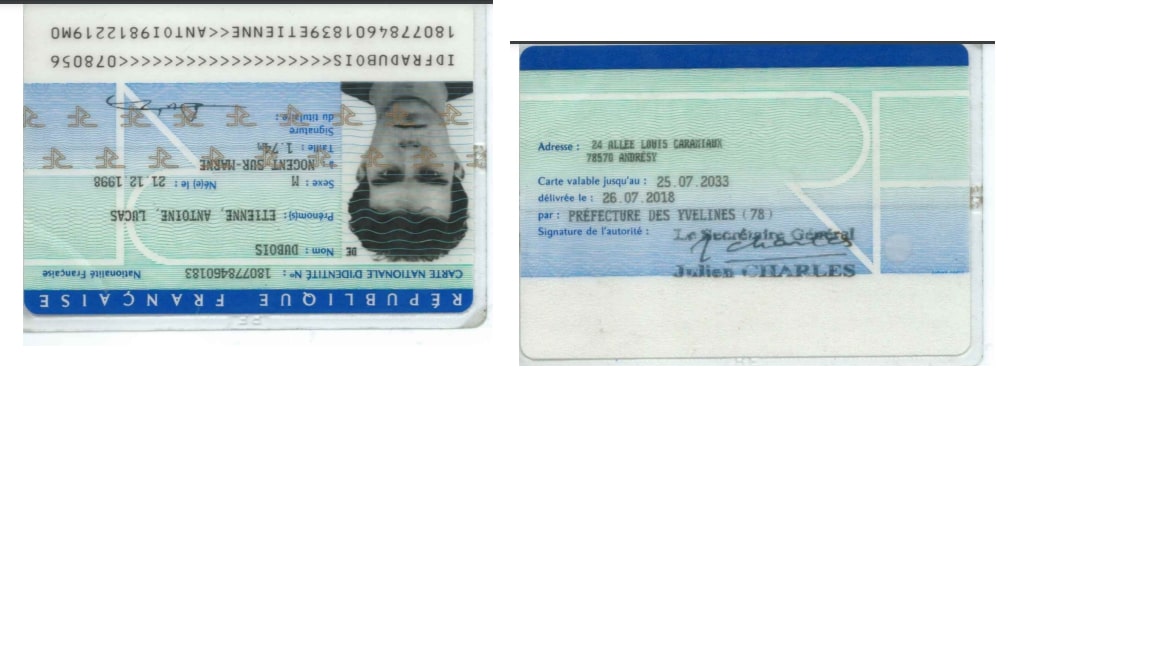 RÉPUBLIQUE FRANÇAISE
CARTE NATIONALE D'IDENTITÉ N° : 180778460183 Nationalité Française
Nom : DUBOIS
DE
Prénom(s) : ETIENNE, ANTOINE, LUCAS
Sexe : M Né(e) le : 21.12.1998
à : NOGENT-SUR-MARNE
Taille : 1.74m
Signature
du titulaire :
IDFRADUBOIS<<<<<<<<<<<<<<<<<<<078056
1807784601839ETIENNE<<ANTOI9812219M0
Adresse : 24 ALLEE LOUIS
78570 ANDRESY
Carte valable jusqu'au : 25.07.2033
délivrée le : 26.07.2018
par : PRÉFECTURE DES YVELINES (78)
Signature de l'autorité : Le Secrétaire Général
Julien CHARLES